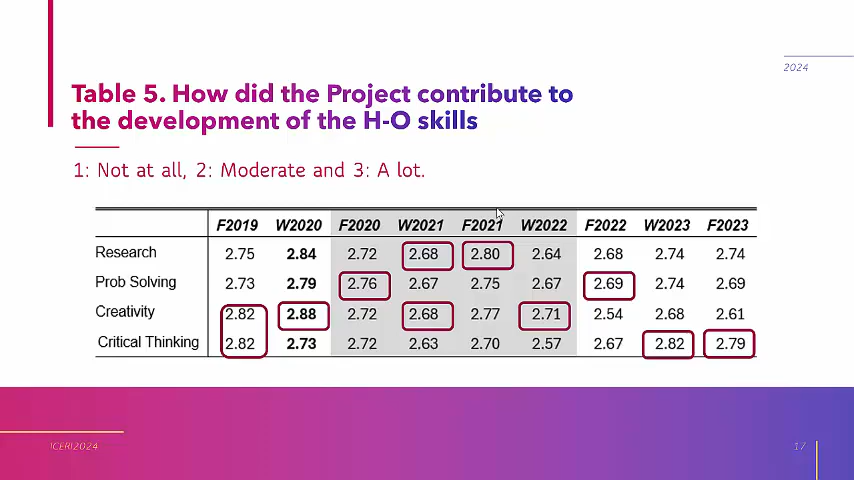 2024
Table 5. How did the Project contribute to
the development of the H-O skills
1: Not at all, 2: Moderate and 3: A lot.
F2019 W2020 F2020 W2021 F2021 W2022 F2022 W2023 F2023
Research 2.75 2.84 2.72 2.68 2.80 2.64 2.68 2.74 2.74
Prob Solving 2.73 2.79 2.76 2.67 2.75 2.67 2.69 2.74 2.69
Creativity 2.82 2.88 2.72 2.68 2.77 2.71 2.54 2.68 2.61
Critical Thinking 2.82 2.73 2.72 2.63 2.70 2.57 2.67 2.82 2.79
ICERI2024
17